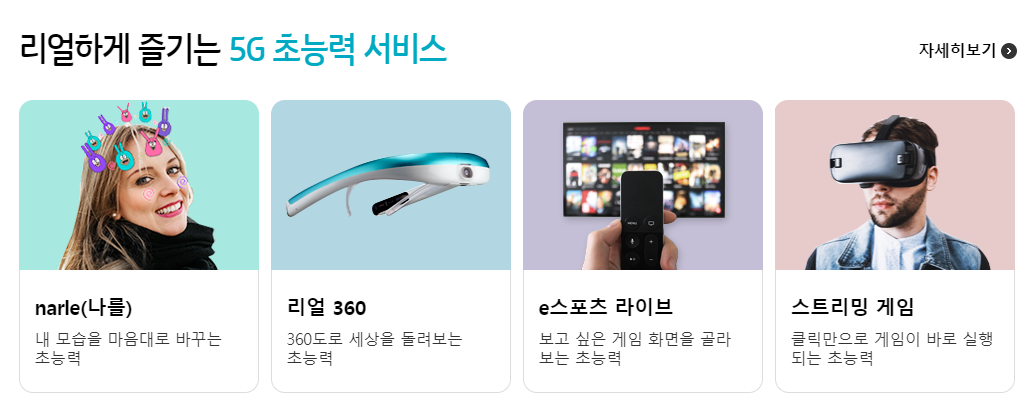 리얼하게 즐기는 5G 초능력 서비스
자세히보기
narle(나를)
내 모습을 마음대로 바꾸는
초능력
리얼 360
360도로 세상을 돌려보는
초능력
e스포츠 라이브
보고 싶은 게임 화면을 골라
보는 초능력
스트리밍 게임
클릭만으로 게임이 바로 실행
되는 초능력